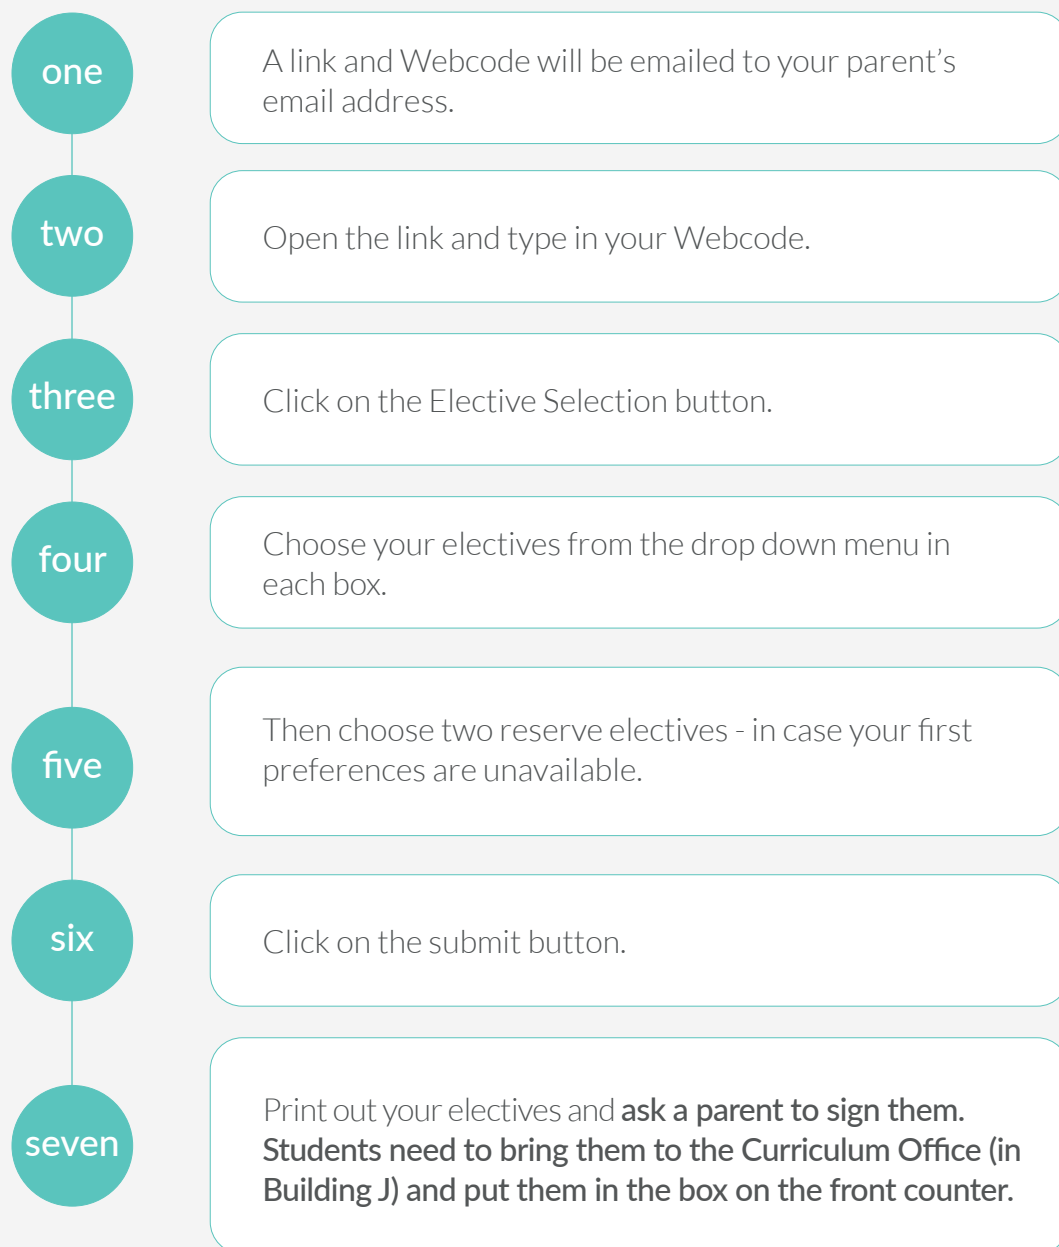 one
A link and Webcode will be emailed to your parent’s
email address.
two
Open the link and type in your Webcode.
three
Click on the Elective Selection button.
four
Choose your electives from the drop down menu in
each box.
five
Then choose two reserve electives - in case your first
preferences are unavailable.
six
Click on the submit button.
seven
Print out your electives and ask a parent to sign them.
Students need to bring them to the Curriculum Office (in
Building J) and put them in the box on the front counter.